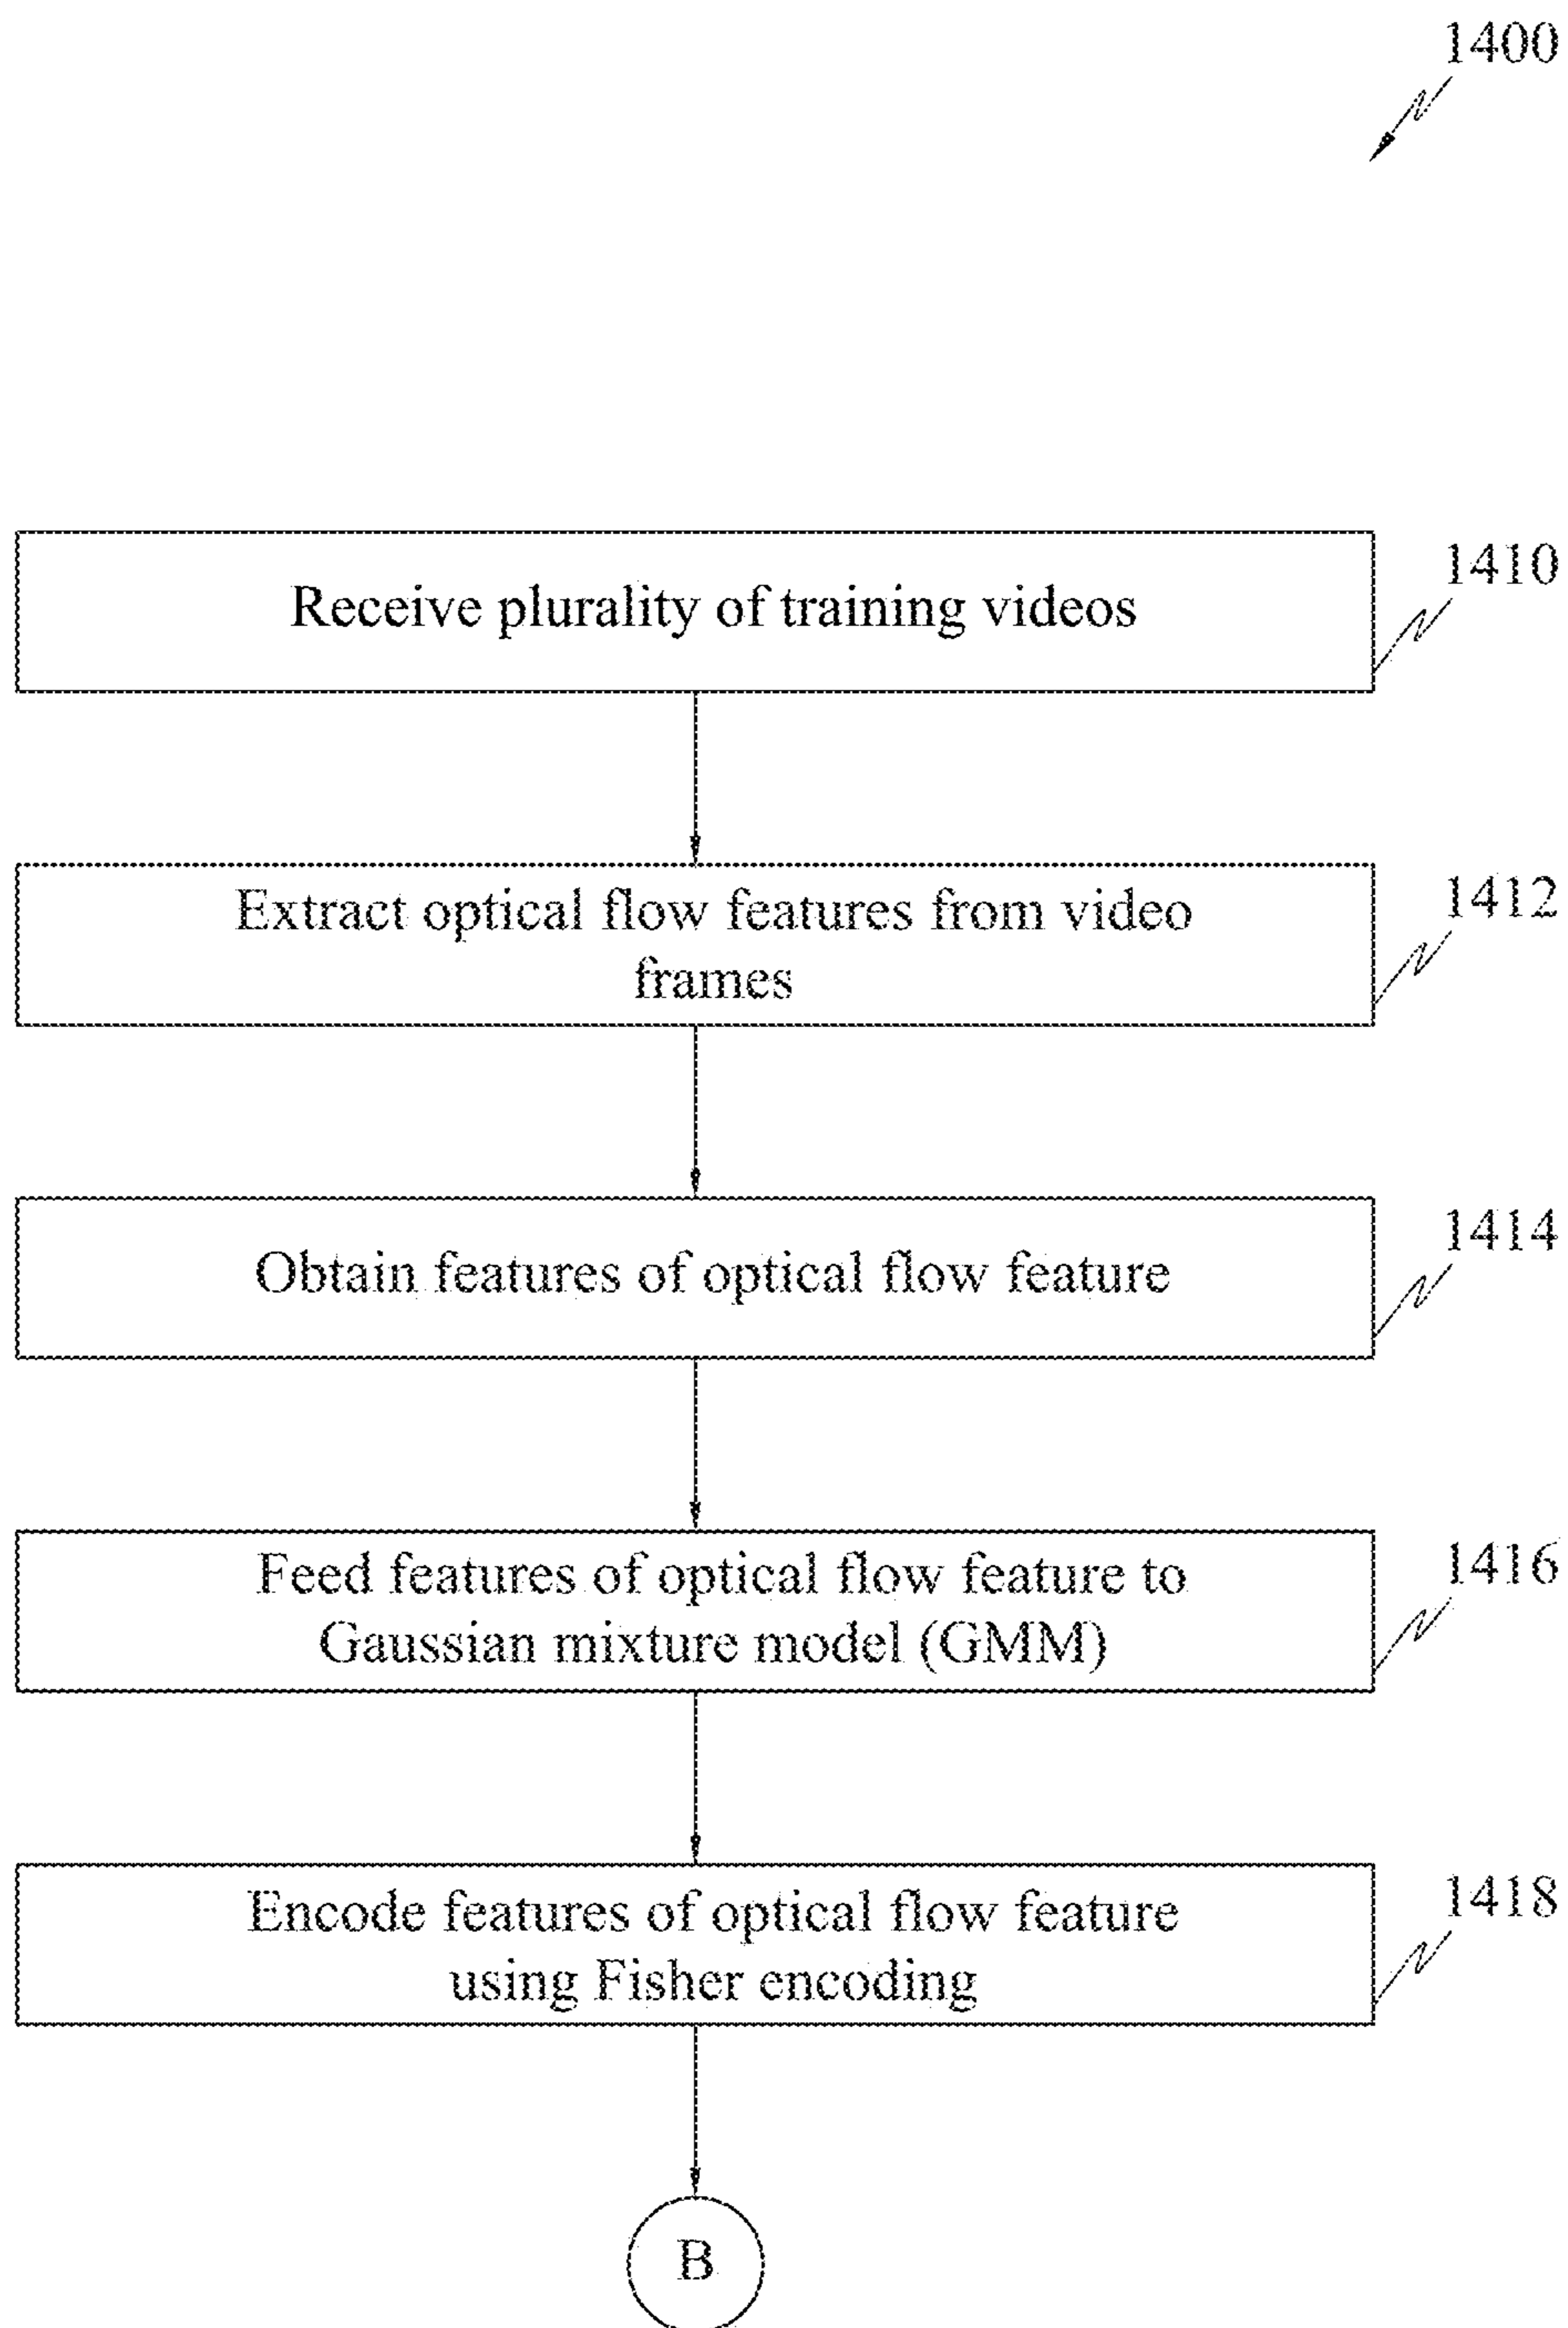 1400
Receive plurality of training videos
1410
Extract optical flow features from video
frames
1412
Obtain features of optical flow feature
1414
Feed features of optical flow feature to
Gaussian mixture model (GMM)
1416
Encode features of optical flow feature
using Fisher encoding
1418
B